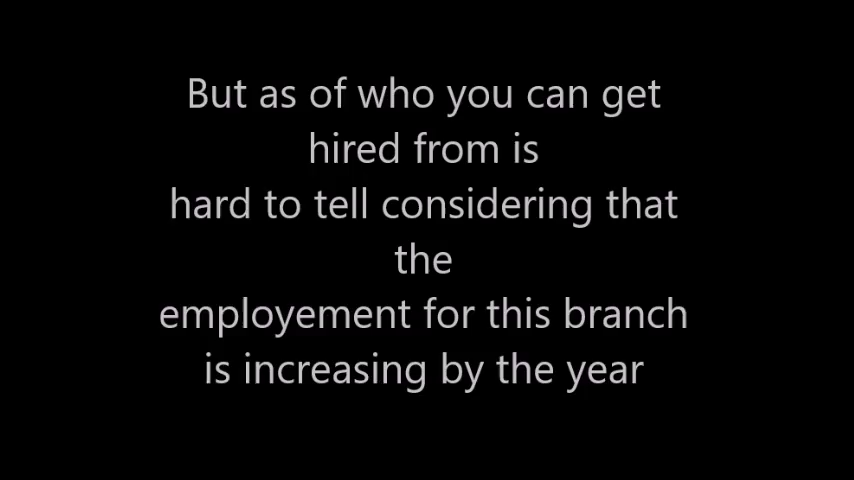 But as of who you can get
hired from is
hard to tell considering that
the
employement for this branch
is increasing by the year